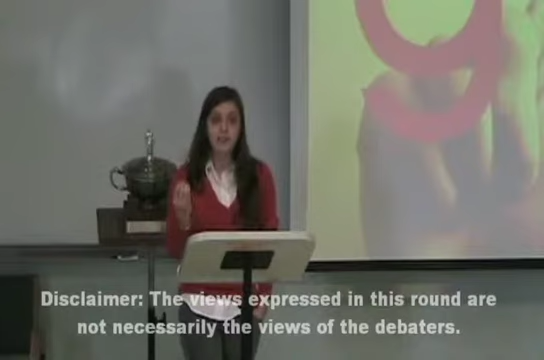 Disclaimer: The views expressed in this round are
not necessarily the views of the debaters.